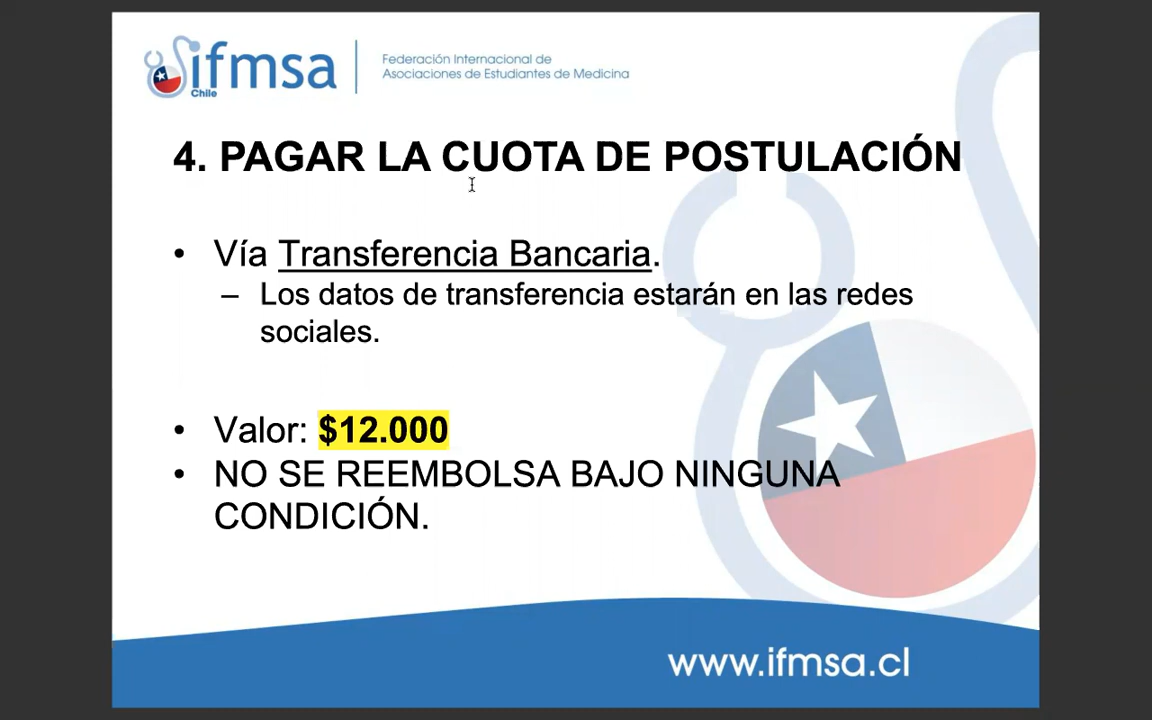 ifmsa
Chile
Federación Internacional de
Asociaciones de Estudiantes de Medicina
4. PAGAR LA CUOTA DE POSTULACIÓN
• Vía Transferencia Bancaria.
– Los datos de transferencia estarán en las redes
sociales.
• Valor: $12.000
• NO SE REEMBOLSA BAJO NINGUNA
CONDICIÓN.
www.ifmsa.cl